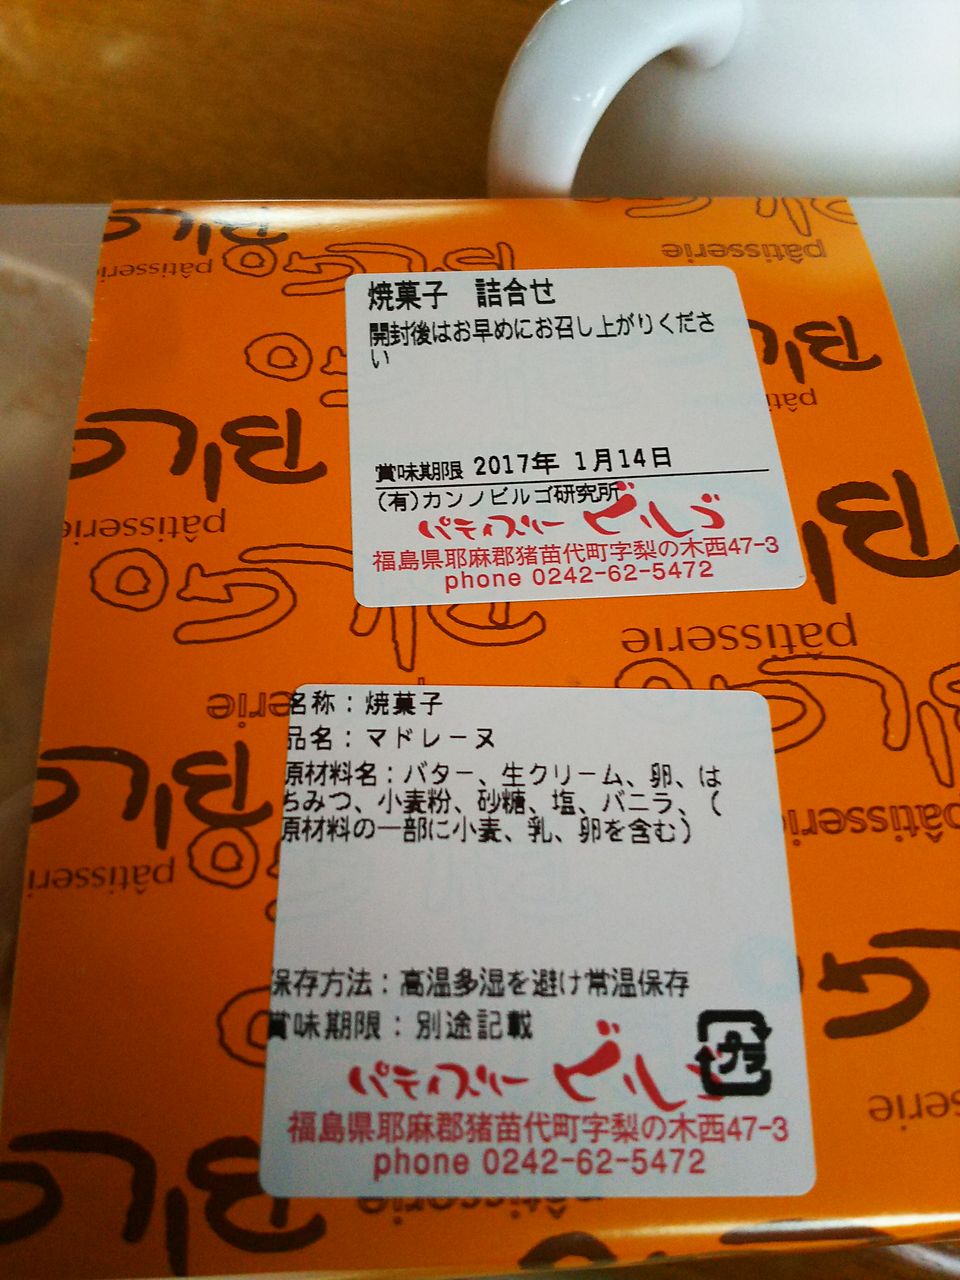 焼菓子　詰合せ
開封後はお早めにお召し上がりくださ
い
賞味期限 2017年 1月14日
(有)カンノビルゴ研究所
パティスリー ビルゴ
福島県耶麻郡猪苗代町字梨の木西47-3
phone 0242-62-5472
名称：焼菓子
品名：マドレーヌ
原材料名：バター、生クリーム、卵、は
ちみつ、小麦粉、砂糖、塩、バニラ、（
原材料の一部に小麦、乳、卵を含む）
保存方法：高温多湿を避け常温保存
賞味期限：別途記載
プラ
パティスリー ビルゴ
福島県耶麻郡猪苗代町字梨の木西47-3
phone 0242-62-5472
pâtisserie
pâtisserie
pâtisserie
pâtisserie